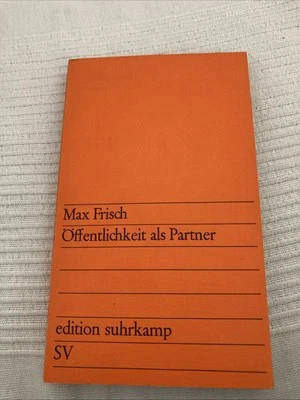 Max Frisch
Öffentlichkeit als Partner
edition suhrkamp
SV